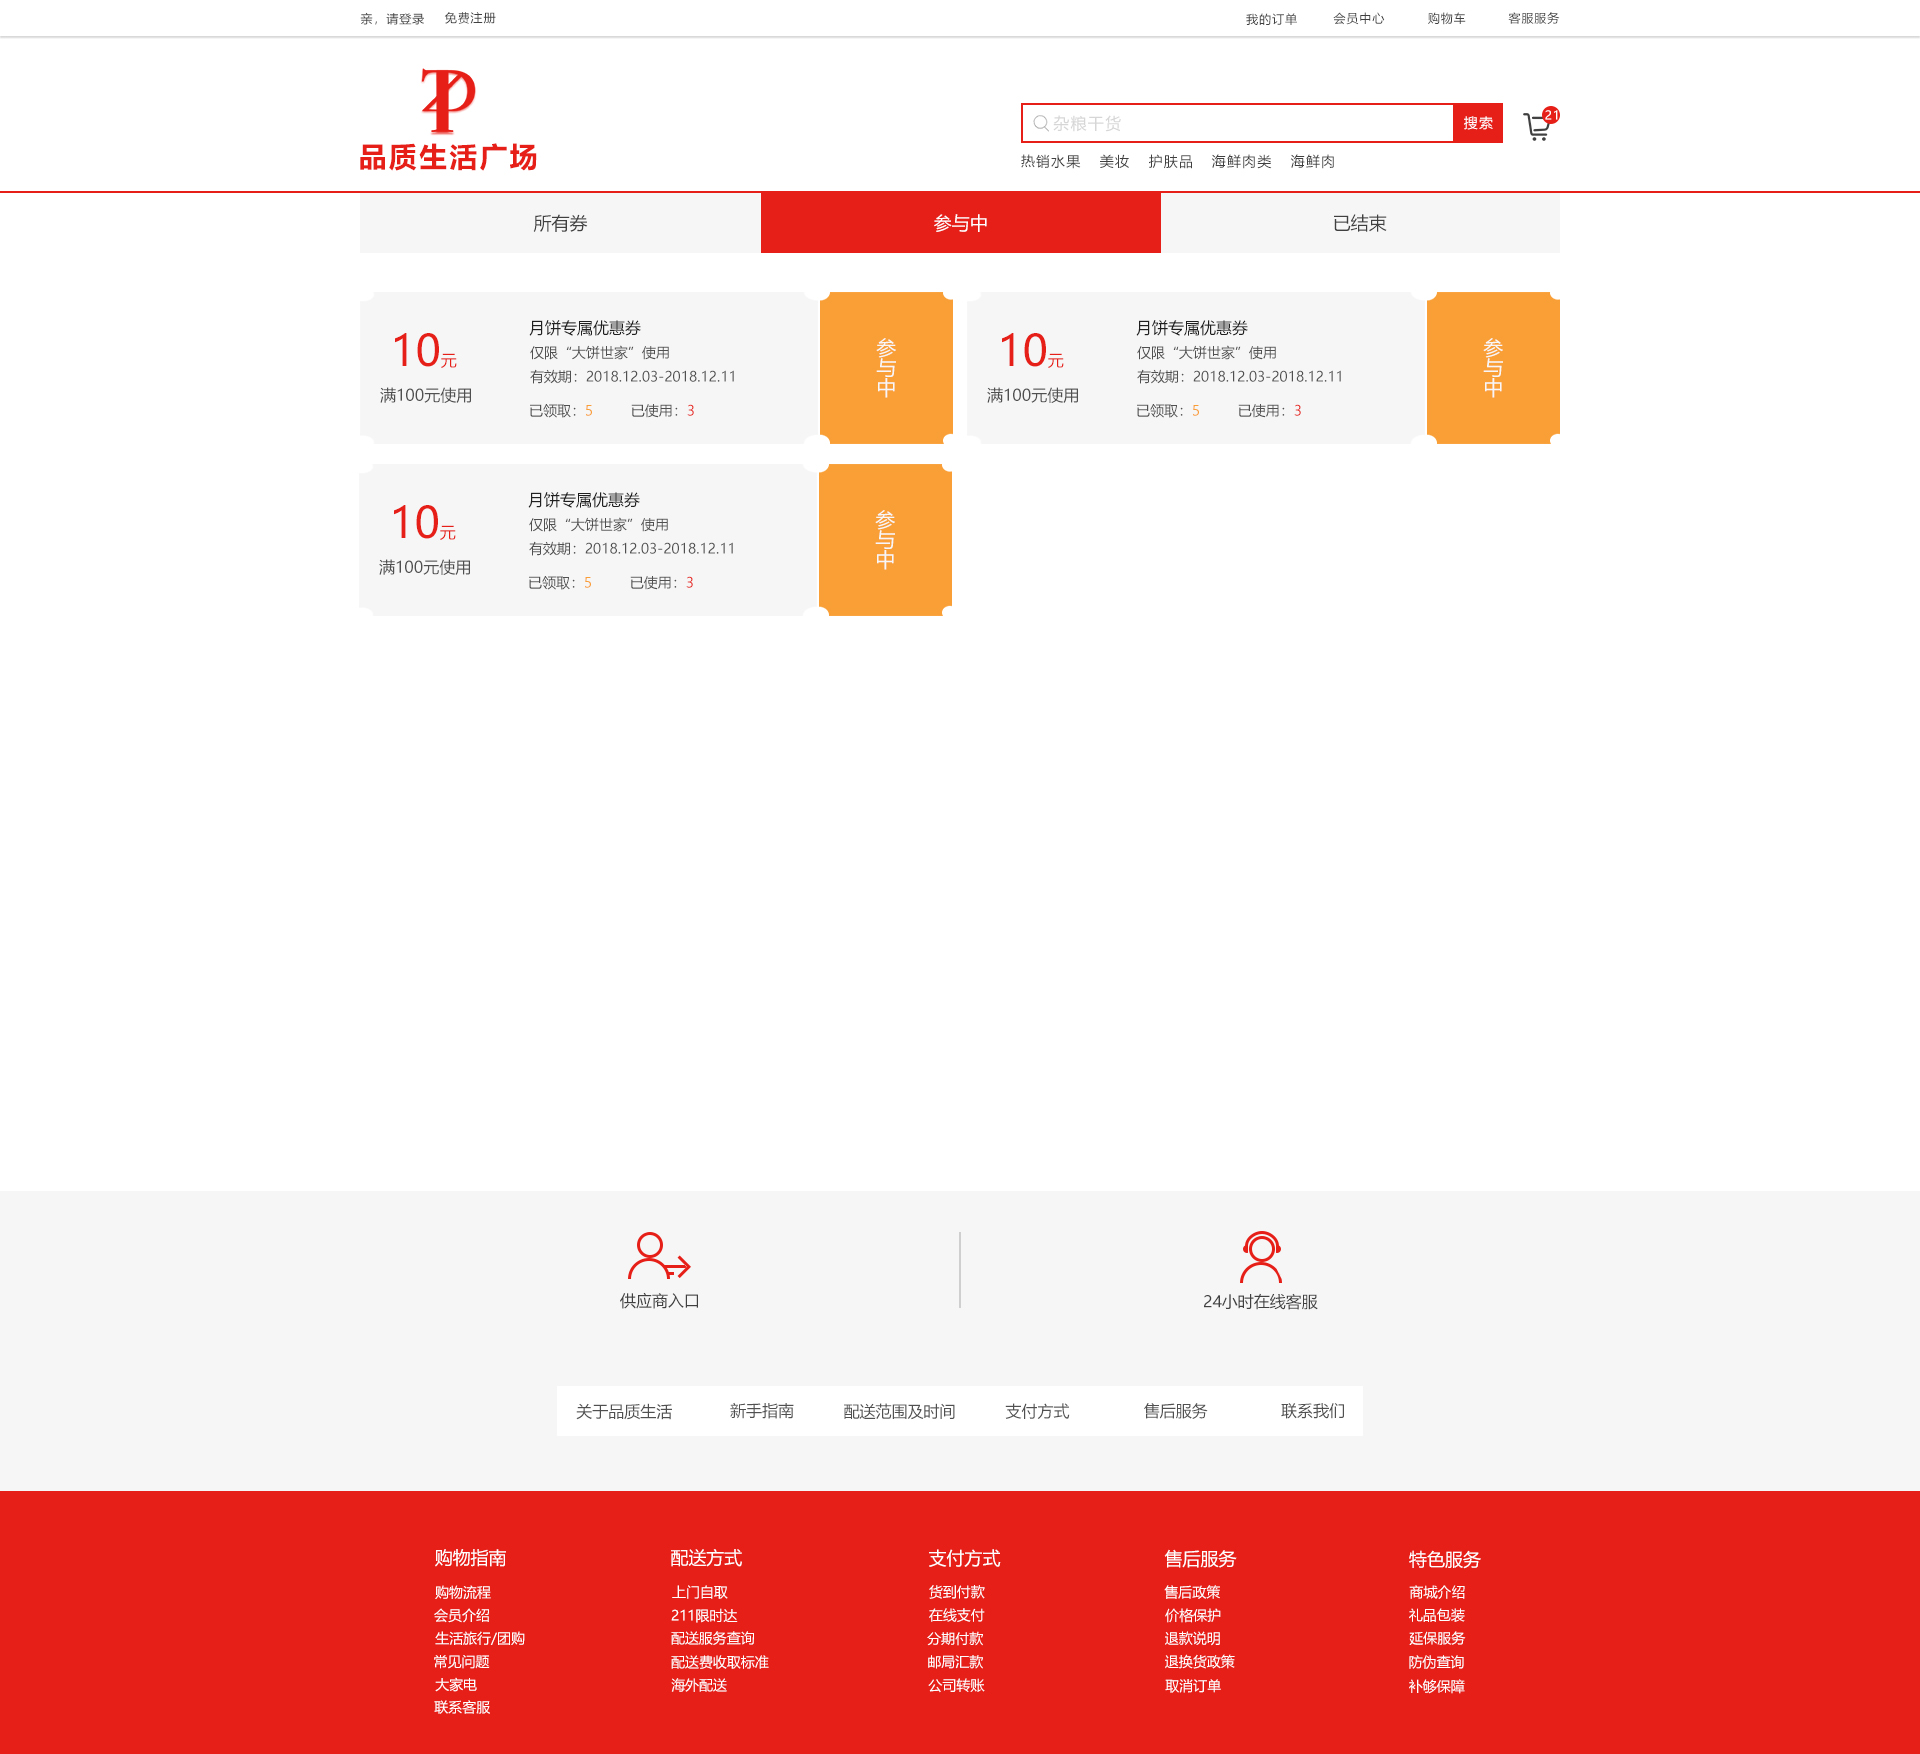 亲，请登录 免费注册 我的订单 会员中心 购物车 客服服务
品质生活广场
杂粮干货 搜索 21
热销水果 美妆 护肤品 海鲜肉类 海鲜肉
所有券 参与中 已结束
10元
满100元使用
月饼专属优惠券
仅限“大饼世家”使用
有效期：2018.12.03-2018.12.11
已领取：5 已使用：3
参与中
10元
满100元使用
月饼专属优惠券
仅限“大饼世家”使用
有效期：2018.12.03-2018.12.11
已领取：5 已使用：3
参与中
10元
满100元使用
月饼专属优惠券
仅限“大饼世家”使用
有效期：2018.12.03-2018.12.11
已领取：5 已使用：3
参与中
供应商入口
24小时在线客服
关于品质生活 新手指南 配送范围及时间 支付方式 售后服务 联系我们
购物指南
购物流程
会员介绍
生活旅行/团购
常见问题
大家电
联系客服
配送方式
上门自取
211限时达
配送服务查询
配送费收取标准
海外配送
支付方式
货到付款
在线支付
分期付款
邮局汇款
公司转账
售后服务
售后政策
价格保护
退款说明
退换货政策
取消订单
特色服务
商城介绍
礼品包装
延保服务
防伪查询
补够保障